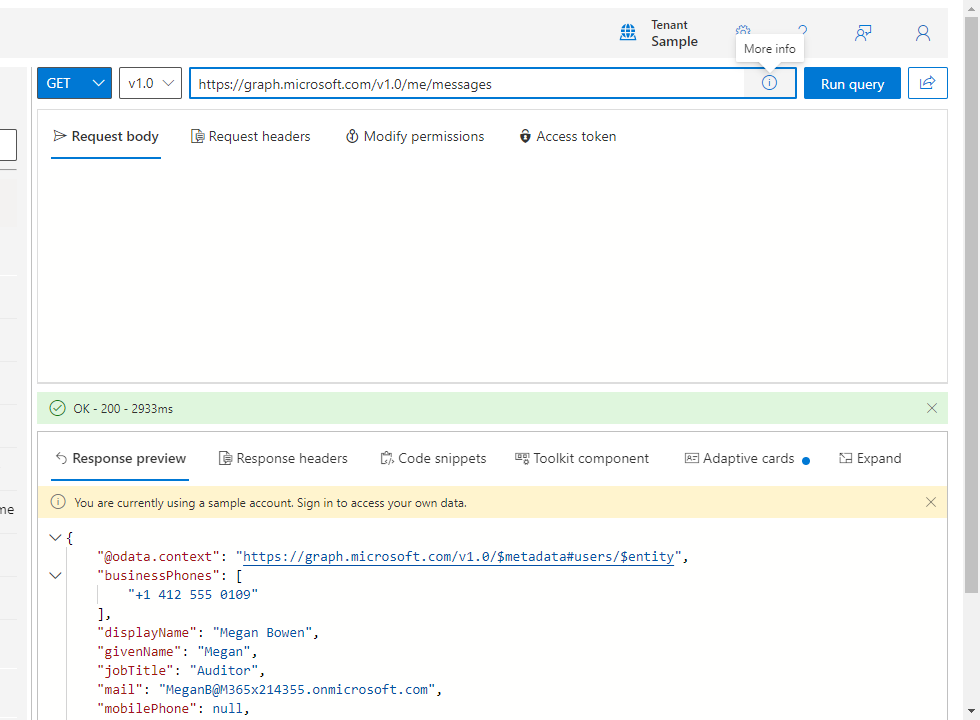 Tenant
Sample
More info
GET v1.0 https://graph.microsoft.com/v1.0/me/messages Run query
Request body Request headers Modify permissions Access token
OK - 200 - 2933ms
Response preview Response headers Code snippets Toolkit component Adaptive cards Expand
You are currently using a sample account. Sign in to access your own data.
me
{
"@odata.context": "https://graph.microsoft.com/v1.0/$metadata#users/$entity",
"businessPhones": [
"+1 412 555 0109"
],
"displayName": "Megan Bowen",
"givenName": "Megan",
"jobTitle": "Auditor",
"mail": "MeganB@M365x214355.onmicrosoft.com",
"mobilePhone": null,